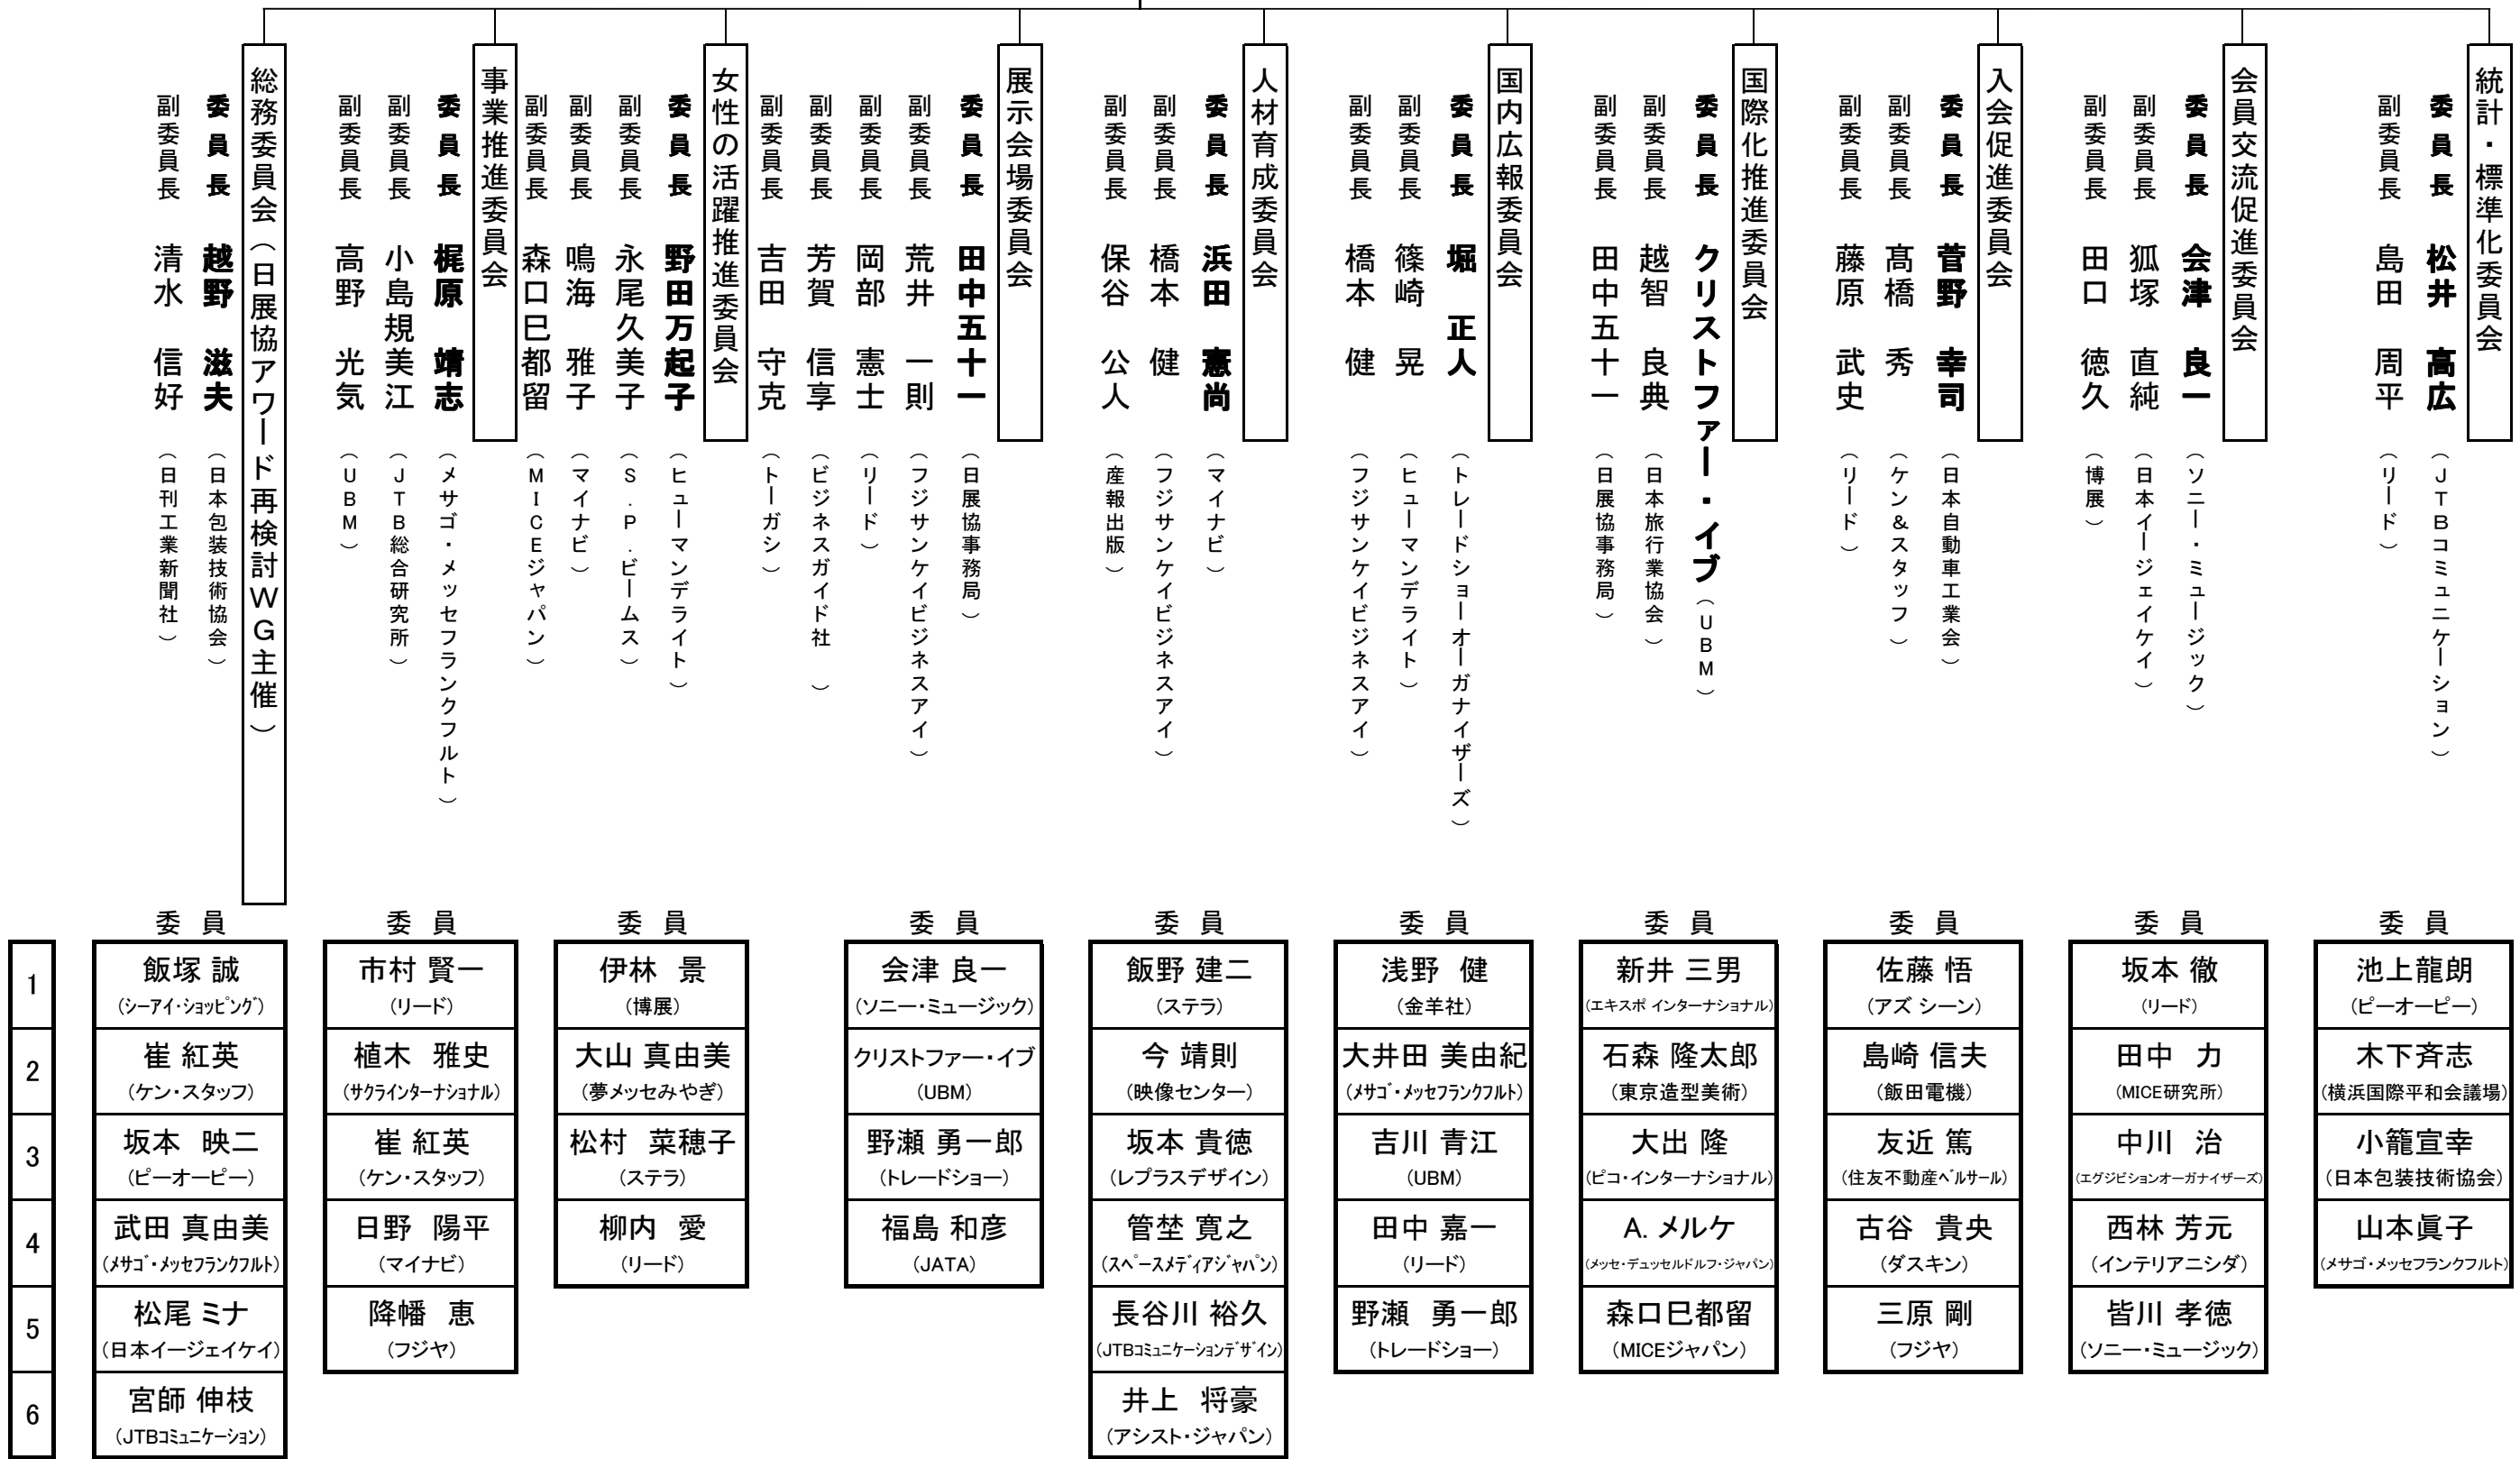 総務委員会（日展協アワード再検討ＷＧ主催）
委員長　越野　滋夫（日本包装技術協会）
副委員長　清水　信好（日刊工業新聞社）
事業推進委員会
委員長　梶原　靖志（メサゴ・メッセフランクフルト）
副委員長　小島規美江（ＪＴＢ総合研究所）
副委員長　高野　光気（ＵＢＭ）
女性の活躍推進委員会
委員長　野田万起子（ヒューマンデライト）
副委員長　永尾久美子（Ｓ．Ｐ．ビームス）
副委員長　鳴海　雅子（マイナビ）
副委員長　森口巳都留（ＭＩＣＥジャパン）
展示会場委員会
委員長　田中五十一（日展協事務局）
副委員長　荒井　一則（フジサンケイビジネスアイ）
副委員長　岡部　憲士（リード）
副委員長　芳賀　信享（ビジネスガイド社　）
副委員長　吉田　守克（トーガシ）
人材育成委員会
委員長　浜田　憲尚（マイナビ）
副委員長　橋本　健（フジサンケイビジネスアイ）
副委員長　保谷　公人（産報出版）
国内広報委員会
委員長　堀　正人（トレードショーオーガナイザーズ）
副委員長　篠崎　晃（ヒューマンデライト）
副委員長　橋本　健（フジサンケイビジネスアイ）
国際化推進委員会
委員長　クリストファー・イブ（ＵＢＭ）
副委員長　越智　良典（日本旅行業協会）
副委員長　田中五十一（日展協事務局）
入会促進委員会
委員長　菅野　幸司（日本自動車工業会）
副委員長　髙橋　秀（ケン＆スタッフ）
副委員長　藤原　武史（リード）
会員交流促進委員会
委員長　会津　良一（ソニー・ミュージック）
副委員長　狐塚　直純（日本イージェイケイ）
副委員長　田口　徳久（博展）
統計・標準化委員会
委員長　松井　高広（ＪＴＢコミュニケーション）
副委員長　島田　周平（リード）
1
2
3
4
5
6
委　員
飯塚 誠
（シーアイ・ショッピング）
崔 紅英
（ケン・スタッフ）
坂本　映二
（ピーオーピー）
武田 真由美
（メサゴ・メッセフランクフルト）
松尾 ミナ
（日本イージェイケイ）
宮師 伸枝
（JTBコミュニケーション）
委　員
市村 賢一
（リード）
植木　雅史
（サクラインターナショナル）
崔 紅英
（ケン・スタッフ）
日野　陽平
（マイナビ）
降幡　恵
（フジヤ）
委　員
伊林　景
（博展）
大山 真由美
（夢メッセみやぎ）
松村　菜穂子
（ステラ）
柳内　愛
（リード）
委　員
会津 良一
（ソニー・ミュージック）
クリストファー・イブ
（UBM）
野瀬 勇一郎
（トレードショー）
福島 和彦
（JATA）
委　員
飯野 建二
（ステラ）
今 靖則
（映像センター）
坂本 貴徳
（レプラスデザイン）
管埜 寛之
（スペースメディアジャパン）
長谷川 裕久
（JTBコミュニケーションデザイン）
井上　将豪
（アシスト・ジャパン）
委　員
浅野　健
（金羊社）
大井田 美由紀
（メサゴ・メッセフランクフルト）
吉川 青江
（UBM）
田中 嘉一
（リード）
野瀬　勇一郎
（トレードショー）
委　員
新井 三男
（エキスポ インターナショナル）
石森 隆太郎
（東京造型美術）
大出 隆
（ピコ・インターナショナル）
A. メルケ
（メッセ・デュッセルドルフ・ジャパン）
森口巳都留
（MICEジャパン）
委　員
佐藤 悟
（アズ シーン）
島崎 信夫
（飯田電機）
友近 篤
（住友不動産ベルサール）
古谷　貴央
（ダスキン）
三原 剛
（フジヤ）
委　員
坂本 徹
（リード）
田中　力
（MICE研究所）
中川　治
（エグジビションオーガナイザーズ）
西林 芳元
（インテリアニシダ）
皆川 孝徳
（ソニー・ミュージック）
委　員
池上龍朗
（ピーオーピー）
木下斉志
（横浜国際平和会議場）
小籠宣幸
（日本包装技術協会）
山本眞子
（メサゴ・メッセフランクフルト）